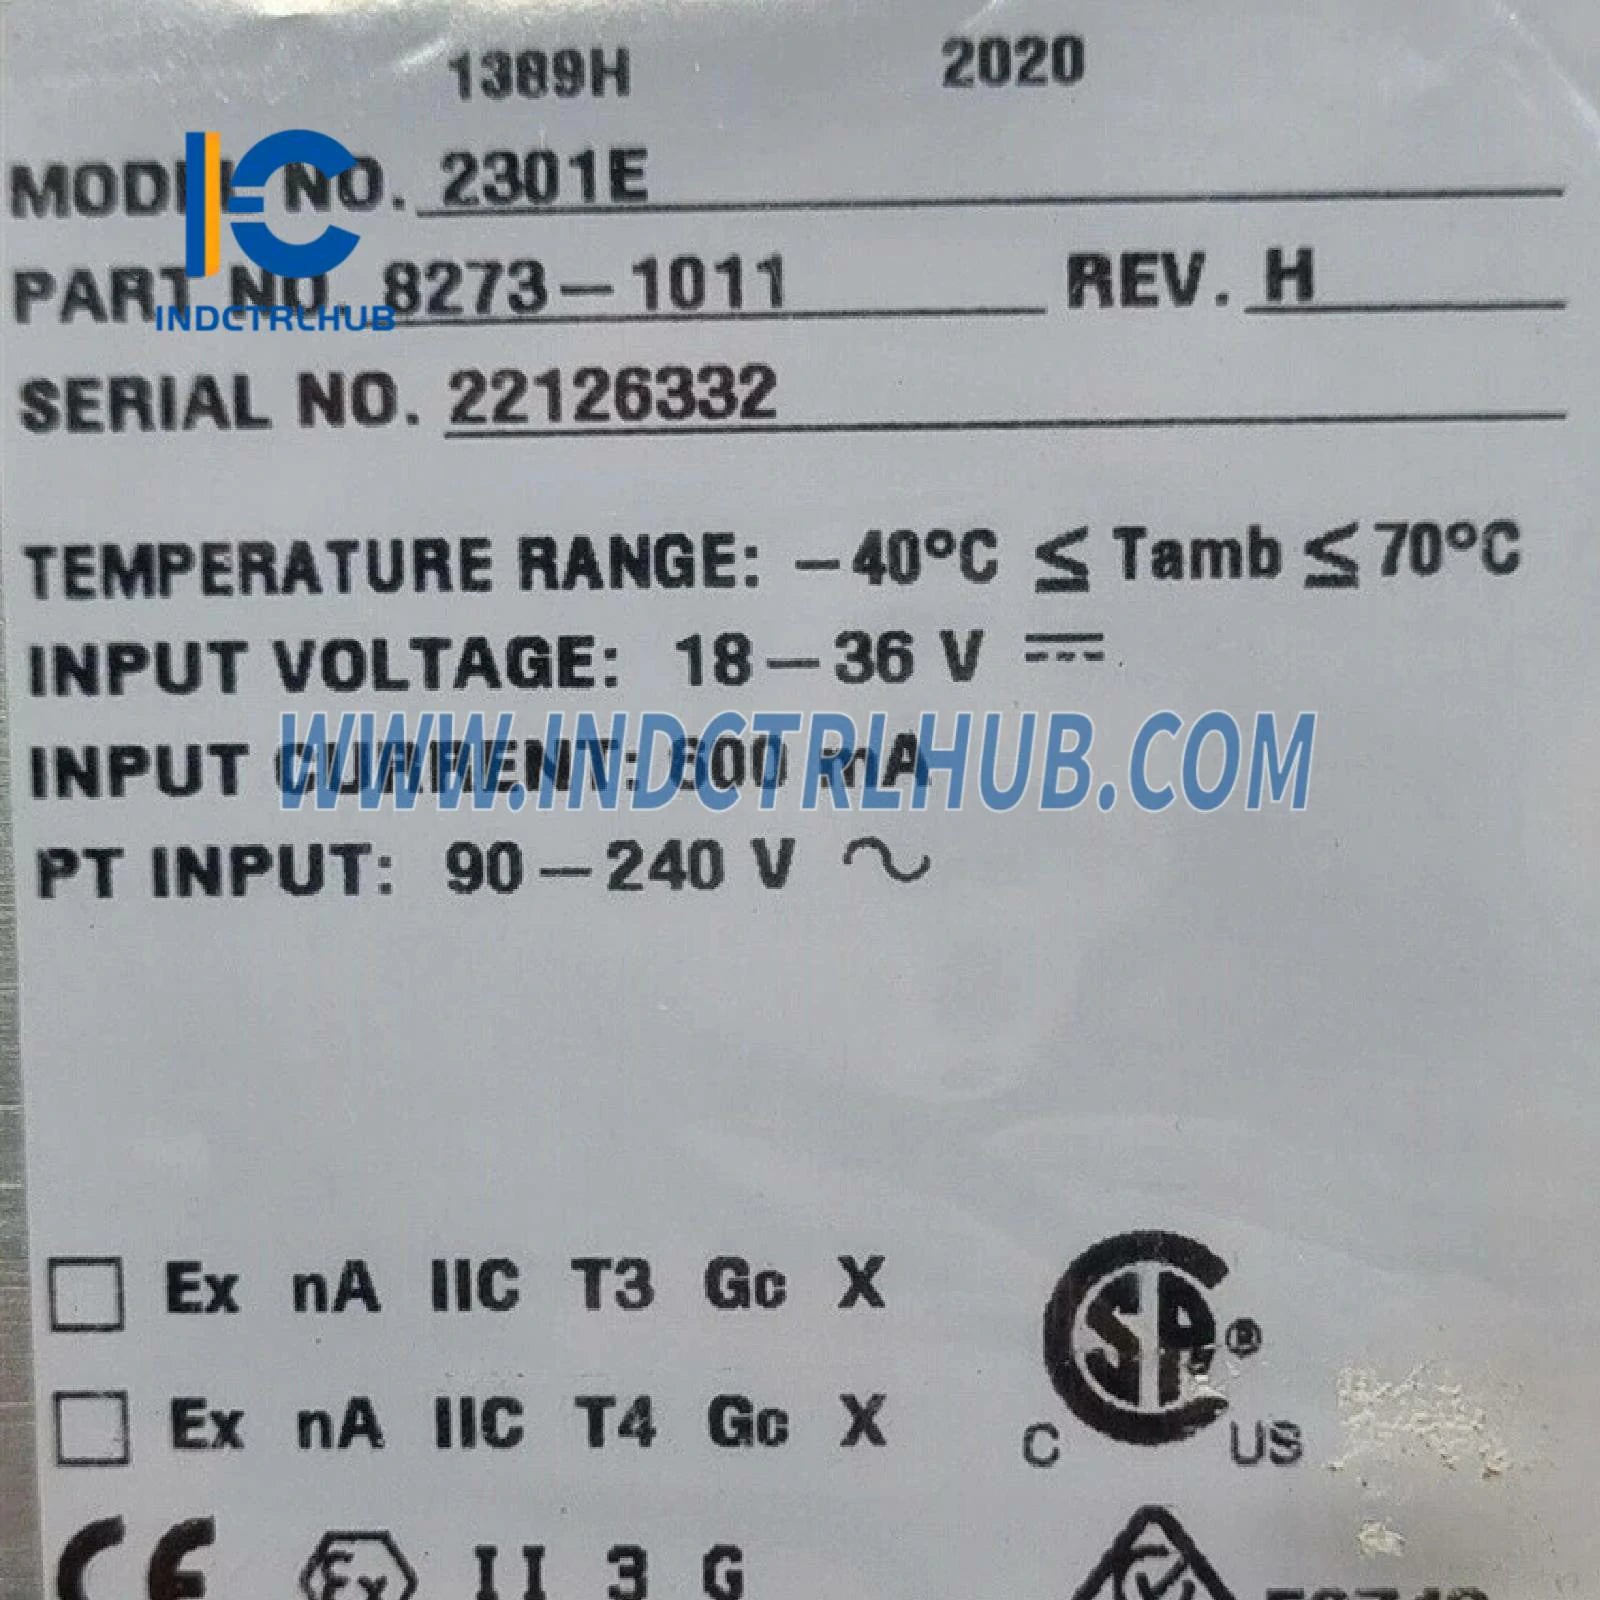 1389H 2020
MODEL NO. 2301E
PART NO. 8273-1011 REV. H
INDCTRLHUB
SERIAL NO. 22126332
TEMPERATURE RANGE: -40°C ≤ Tamb ≤ 70°C
INPUT VOLTAGE: 18-36 V
WWW.INDCTRLHUB.COM
INPUT CURRENT: 600 mA
PT INPUT: 90-240 V ~
Ex nA IIC T3 Gc X
Ex nA IIC T4 Gc X
C US
CE Ex II 3 G